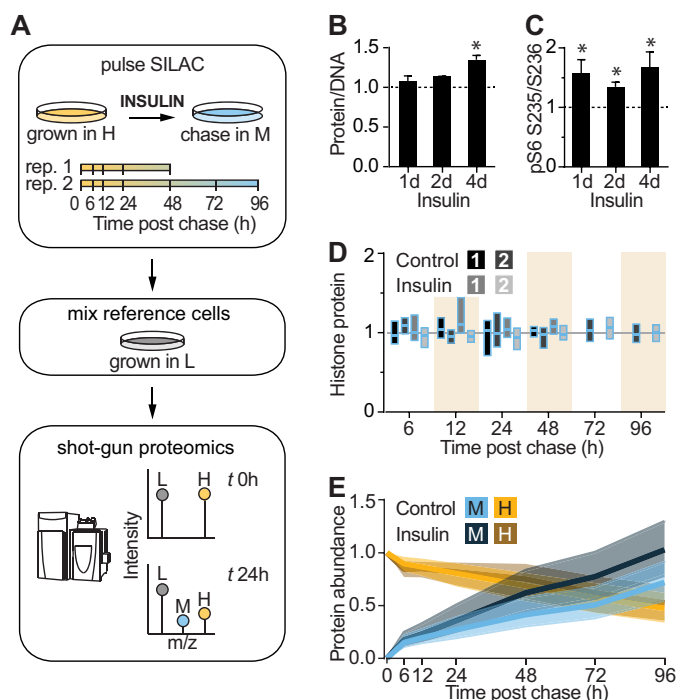 A
pulse SILAC
INSULIN
grown in H
chase in M
rep. 1
rep. 2
0 6 12 24 48 72 96
Time post chase (h)
mix reference cells
grown in L
shot-gun proteomics
L H t 0h
Intensity
L M H t 24h
m/z
B
Protein/DNA
1.5
1.0
0.5
0.0
*
1d 2d 4d
Insulin
C
pS6 S235/S236
2
1
0
* * *
1d 2d 4d
Insulin
D
Histone protein
2
1
0
Control 1 2
Insulin 1 2
6 12 24 48 72 96
Time post chase (h)
E
Protein abundance
1.5
1.0
0.5
0.0
Control M H
Insulin M H
0 6 12 24 48 72 96
Time post chase (h)